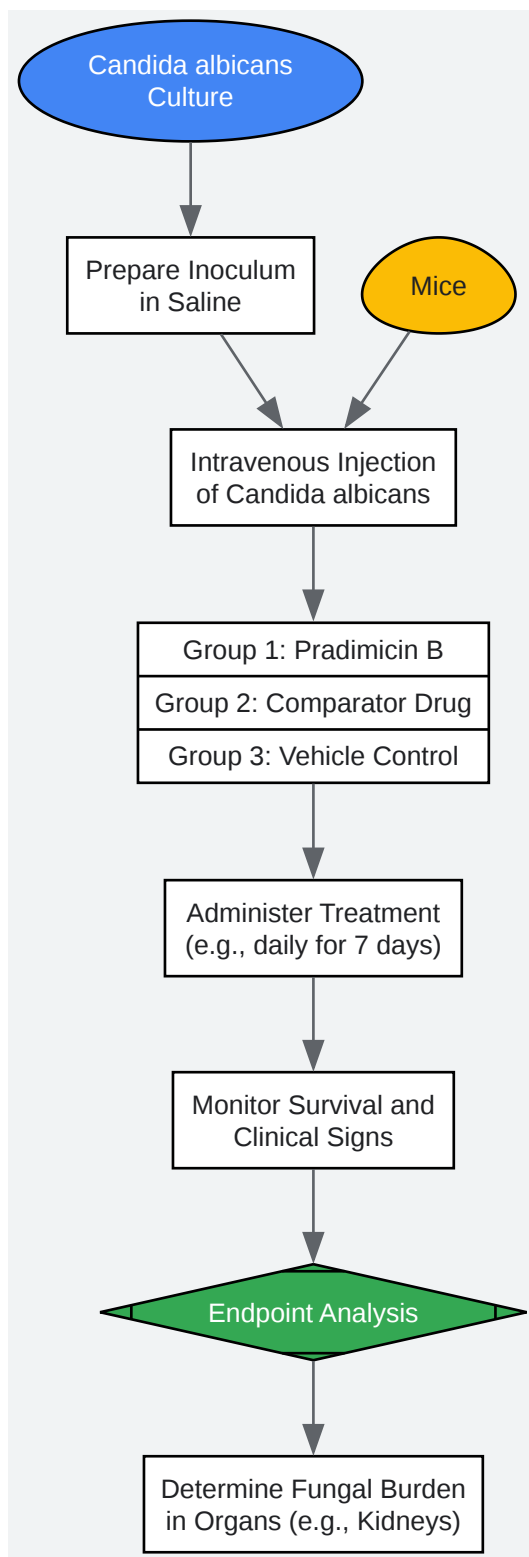 Candida albicans
Culture
Prepare Inoculum
in Saline
Mice
Intravenous Injection
of Candida albicans
Group 1: Pradimicin B
Group 2: Comparator Drug
Group 3: Vehicle Control
Administer Treatment
(e.g., daily for 7 days)
Monitor Survival and
Clinical Signs
Endpoint Analysis
Determine Fungal Burden
in Organs (e.g., Kidneys)